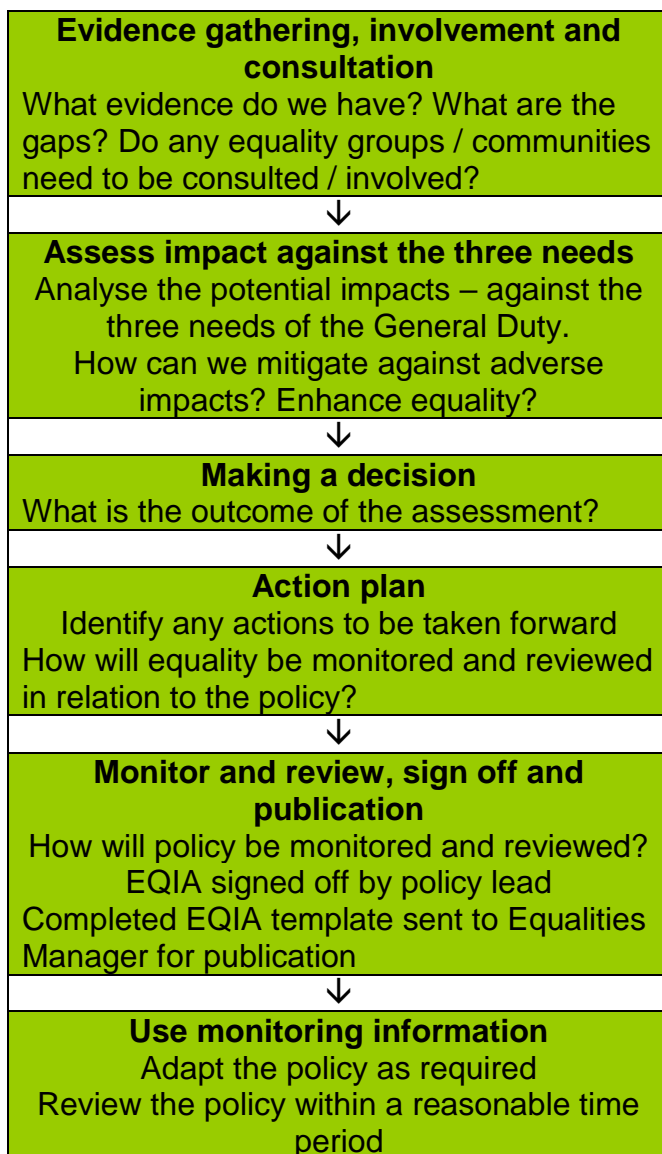 Evidence gathering, involvement and
consultation
What evidence do we have? What are the
gaps? Do any equality groups / communities
need to be consulted / involved?
↓
Assess impact against the three needs
Analyse the potential impacts – against the
three needs of the General Duty.
How can we mitigate against adverse
impacts? Enhance equality?
↓
Making a decision
What is the outcome of the assessment?
↓
Action plan
Identify any actions to be taken forward
How will equality be monitored and reviewed
in relation to the policy?
↓
Monitor and review, sign off and
publication
How will policy be monitored and reviewed?
EQIA signed off by policy lead
Completed EQIA template sent to Equalities
Manager for publication
↓
Use monitoring information
Adapt the policy as required
Review the policy within a reasonable time
period